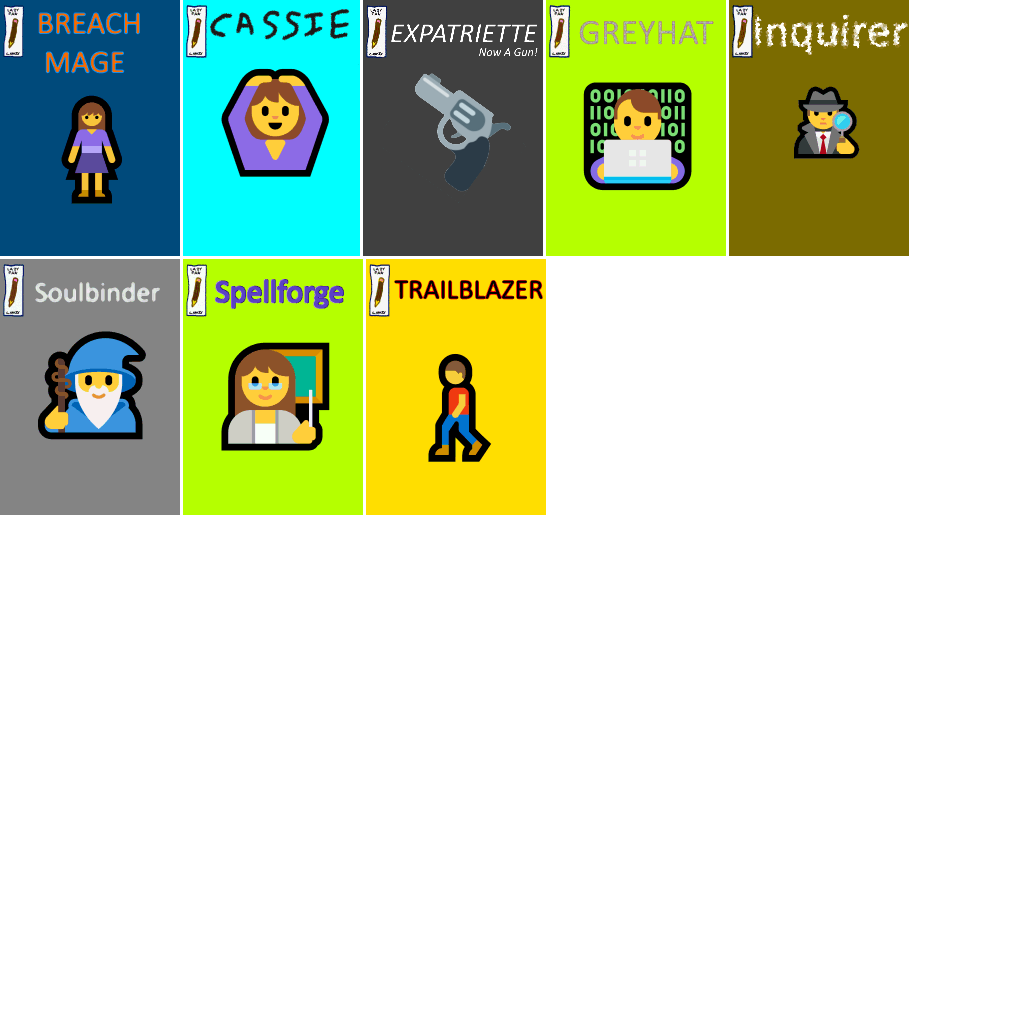 BREACH
MAGE
CASSIE
EXPATRIETTE
Now A Gun!
GREYHAT
Inquirer
Soulbinder
Spellforge
TRAILBLAZER